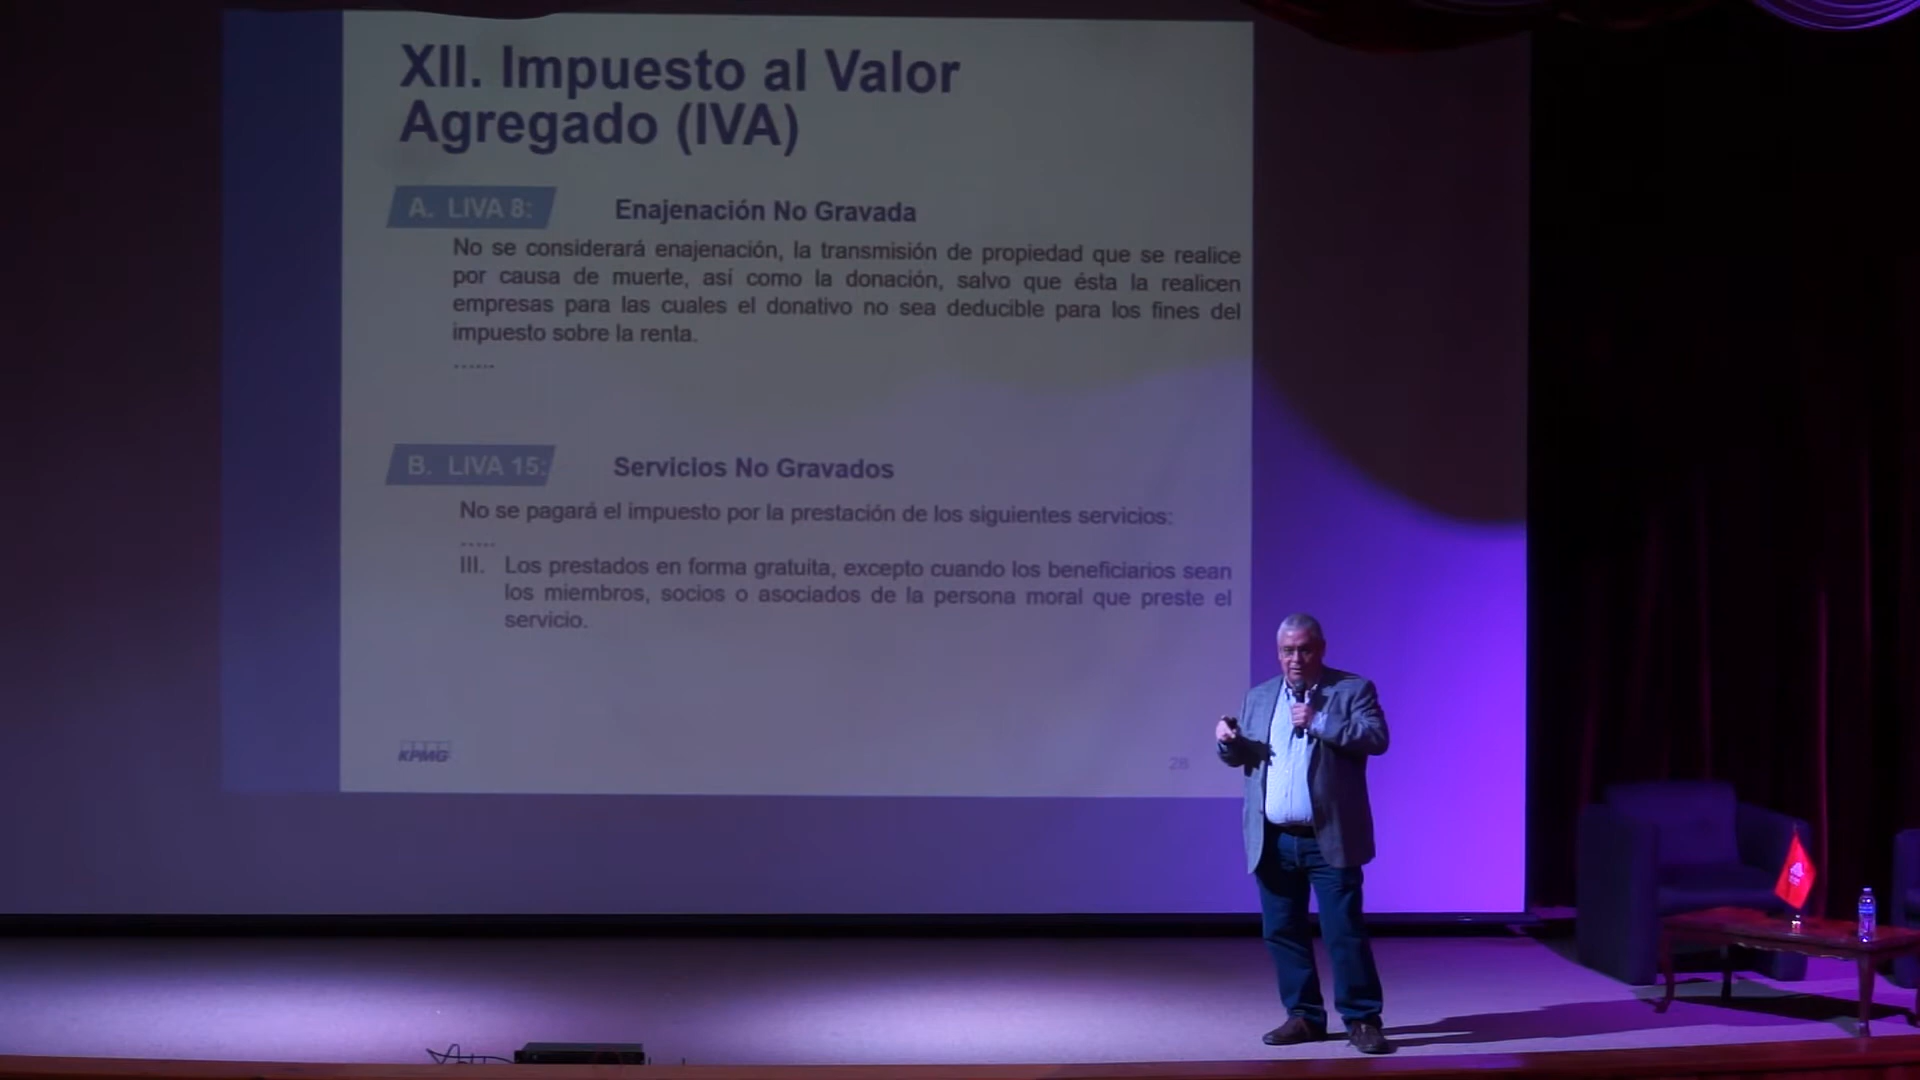 XII. Impuesto al Valor
Agregado (IVA)
A. LIVA 8:
Enajenación No Gravada
No se considerará enajenación, la transmisión de propiedad que se realice
por causa de muerte, así como la donación, salvo que ésta la realicen
empresas para las cuales el donativo no sea deducible para los fines del
impuesto sobre la renta.
......
B. LIVA 15:
Servicios No Gravados
No se pagará el impuesto por la prestación de los siguientes servicios:
.....
III. Los prestados en forma gratuita, excepto cuando los beneficiarios sean
los miembros, socios o asociados de la persona moral que preste el
servicio.
KPMG
28